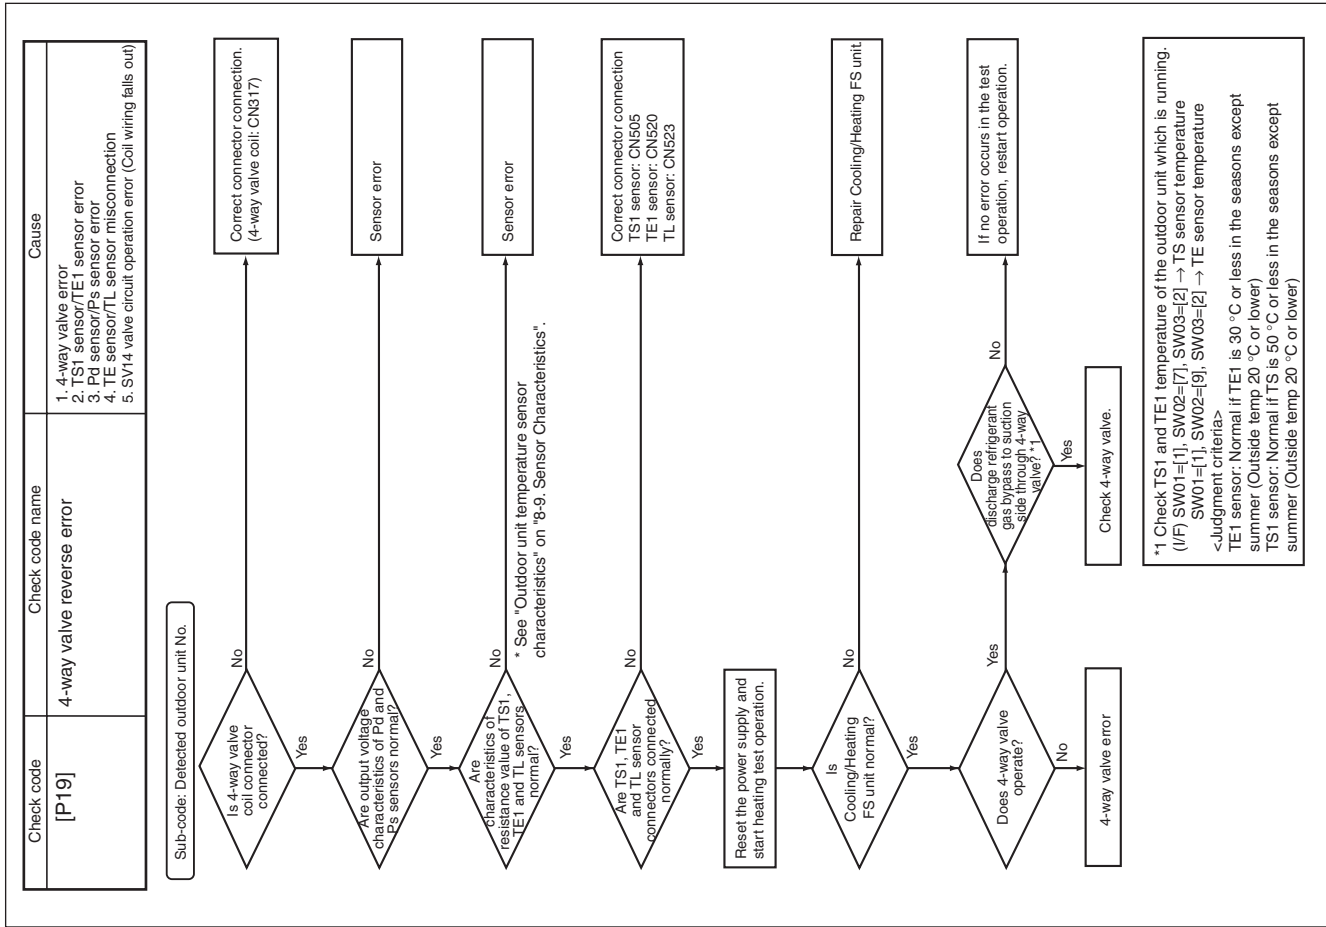 Check code
Check code name
Cause
[P19]
4-way valve reverse error
1. 4-way valve error
2. TS1 sensor/TE1 sensor error
3. Pd sensor/Ps sensor error
4. TE sensor/TL sensor misconnection
5. SV14 valve circuit operation error (Coil wiring falls out)
Sub-code: Detected outdoor unit No.
Is 4-way valve
coil connector
connected?
No
Correct connector connection.
(4-way valve coil: CN317)
Yes
Are output voltage
characteristics of Pd and
Ps sensors normal?
No
Sensor error
Yes
Are
characteristics of
resistance value of TS1,
TE1 and TL sensors
normal?
No
Sensor error
* See "Outdoor unit temperature sensor
characteristics" on "8-9. Sensor Characteristics".
Yes
Are TS1, TE1
and TL sensor
connectors connected
normally?
No
Correct connector connection
TS1 sensor: CN505
TE1 sensor: CN520
TL sensor: CN523
Yes
Reset the power supply and
start heating test operation.
Is
Cooling/Heating
FS unit normal?
No
Repair Cooling/Heating FS unit.
Yes
Does 4-way valve
operate?
Yes
Does
discharge refrigerant
gas bypass to suction
side through 4-way
valve? *1
No
If no error occurs in the test
operation, restart operation.
No
4-way valve error
Yes
Check 4-way valve.
*1 Check TS1 and TE1 temperature of the outdoor unit which is running.
(I/F) SW01=[1], SW02=[7], SW03=[2] → TS sensor temperature
SW01=[1], SW02=[9], SW03=[2] → TE sensor temperature
<Judgment criteria>
TE1 sensor: Normal if TE1 is 30 °C or less in the seasons except
summer (Outside temp 20 °C or lower)
TS1 sensor: Normal if TS is 50 °C or less in the seasons except
summer (Outside temp 20 °C or lower)